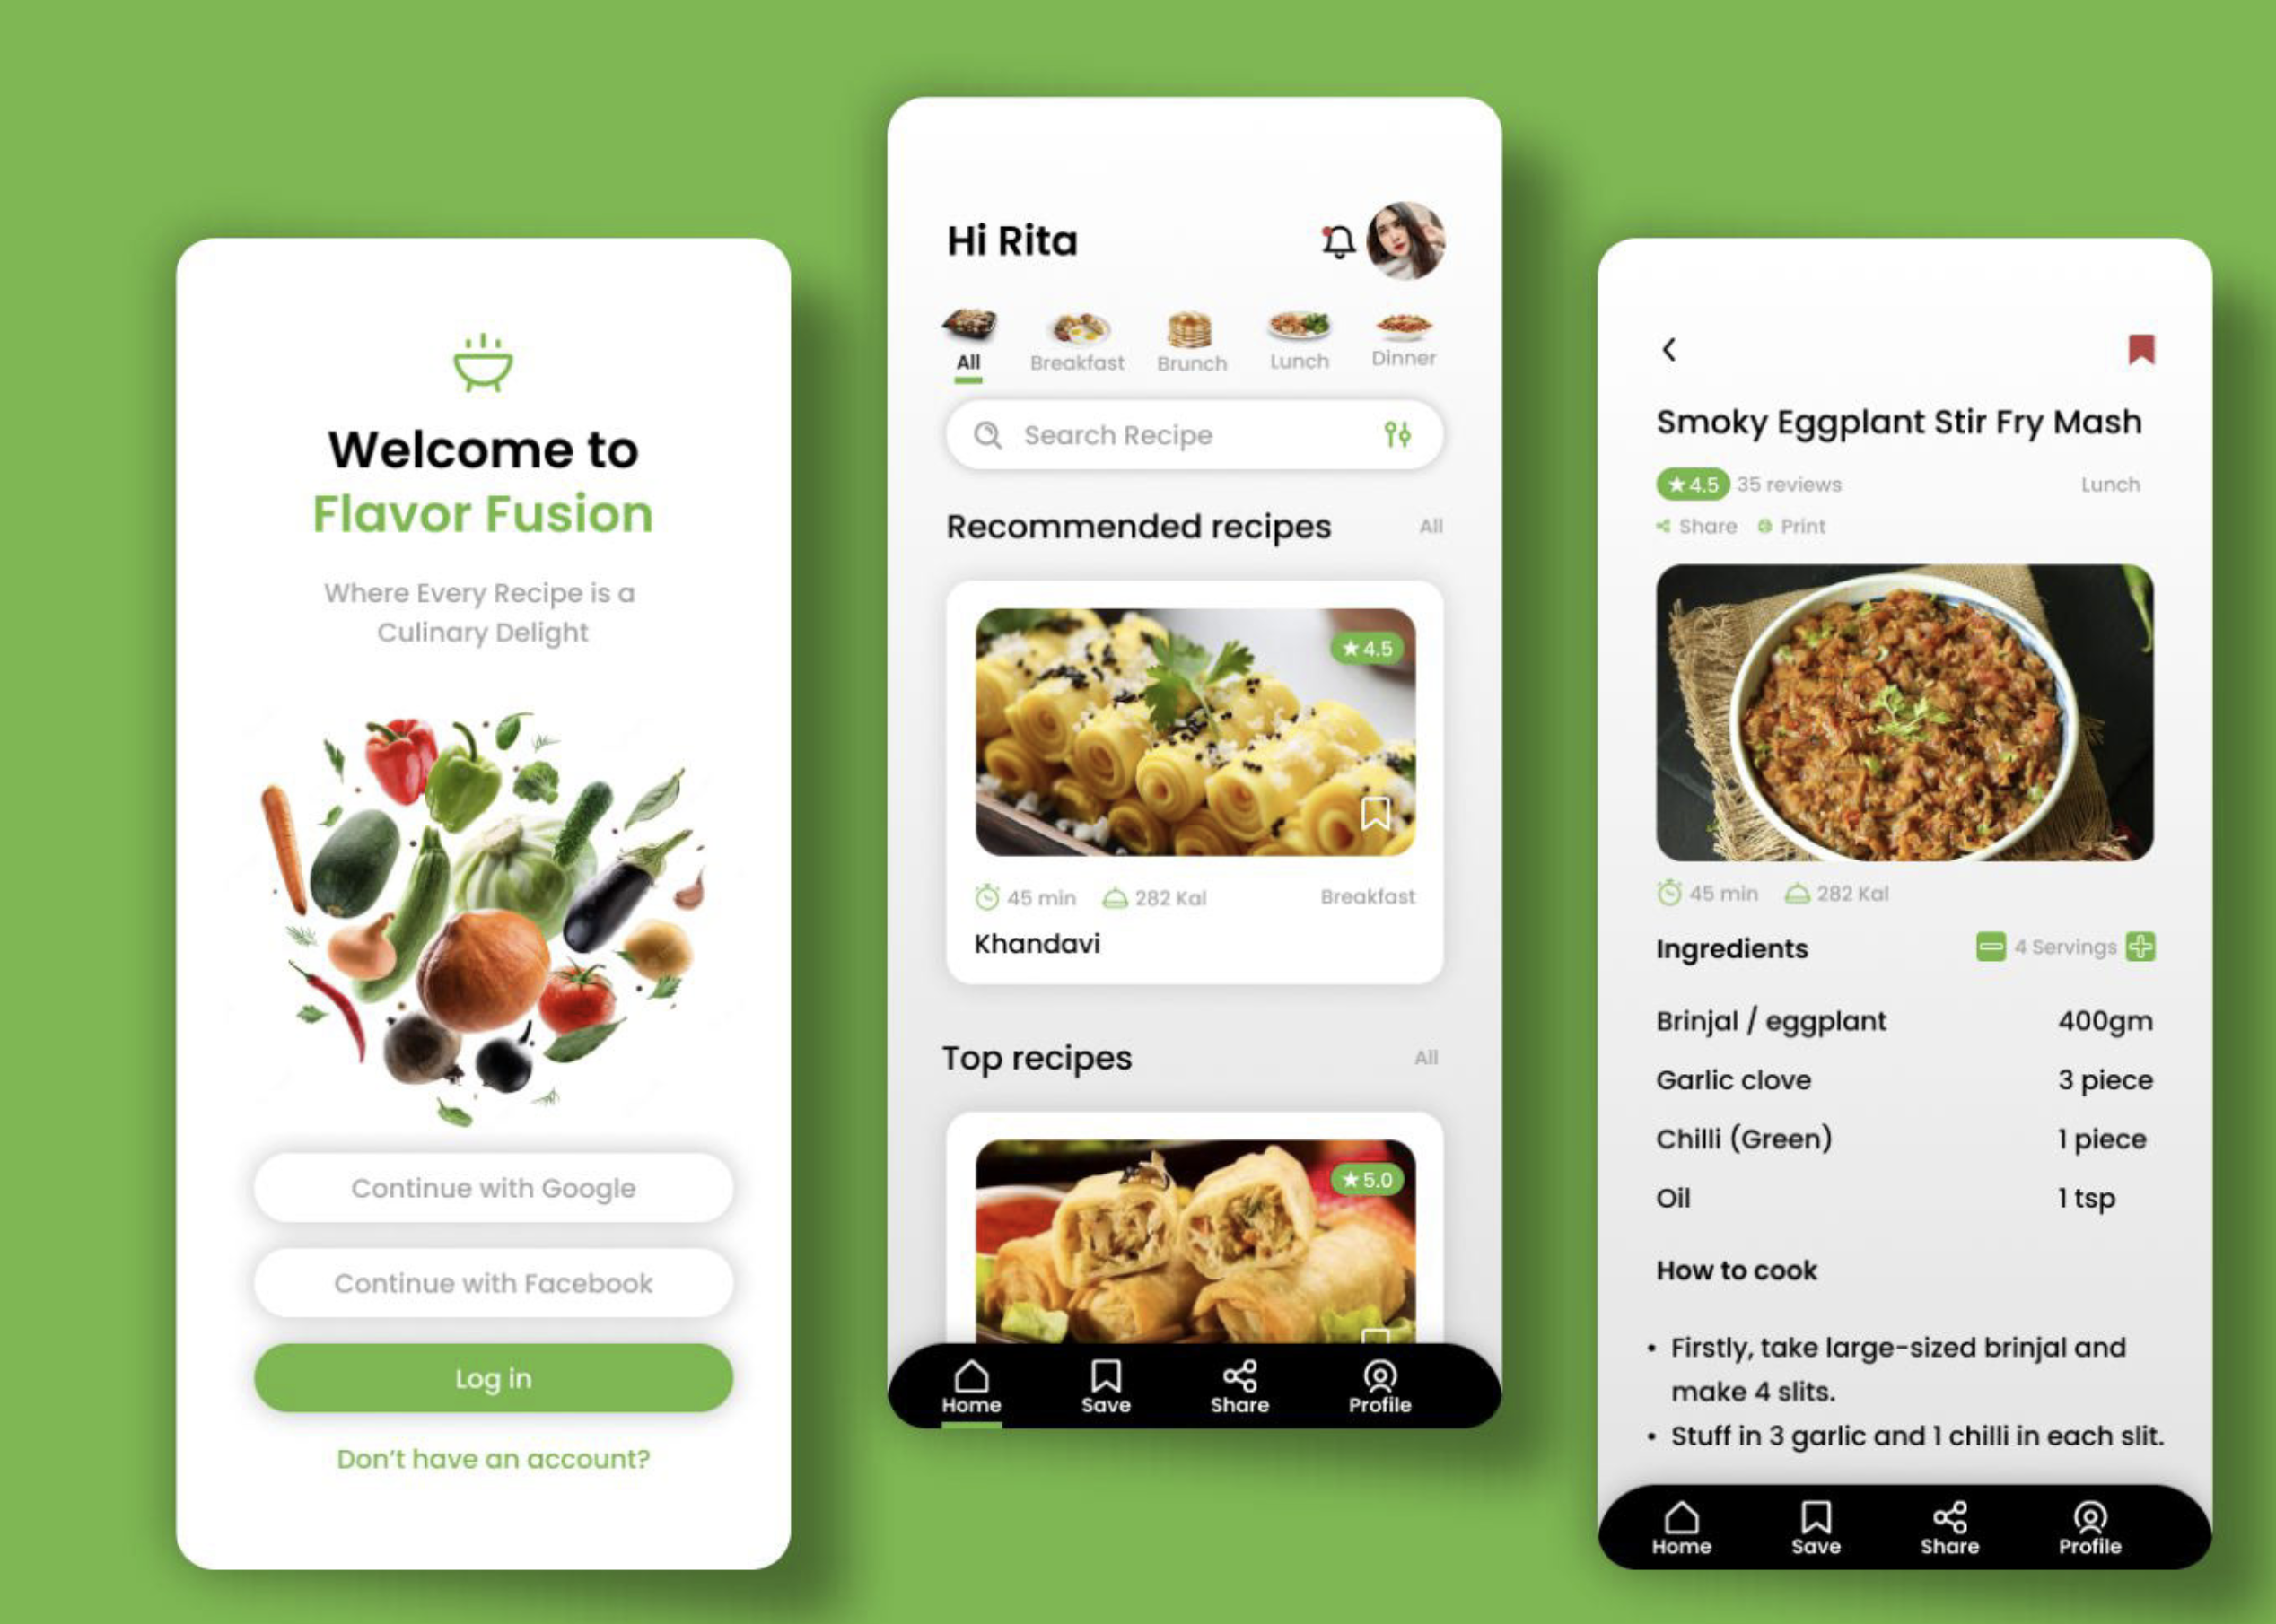 Welcome to
Flavor Fusion
Where Every Recipe is a
Culinary Delight
Continue with Google
Continue with Facebook
Log in
Don't have an account?
Hi Rita
All
Breakfast
Brunch
Lunch
Dinner
Search Recipe
Recommended recipes
All
★4.5
45 min
282 Kal
Breakfast
Khandavi
Top recipes
All
★5.0
Home
Save
Share
Profile
Smoky Eggplant Stir Fry Mash
★4.5 35 reviews
Lunch
Share
Print
45 min
282 Kal
Ingredients
4 Servings
Brinjal / eggplant 400gm
Garlic clove 3 piece
Chilli (Green) 1 piece
Oil 1 tsp
How to cook
• Firstly, take large-sized brinjal and
make 4 slits.
• Stuff in 3 garlic and 1 chilli in each slit.
Home
Save
Share
Profile